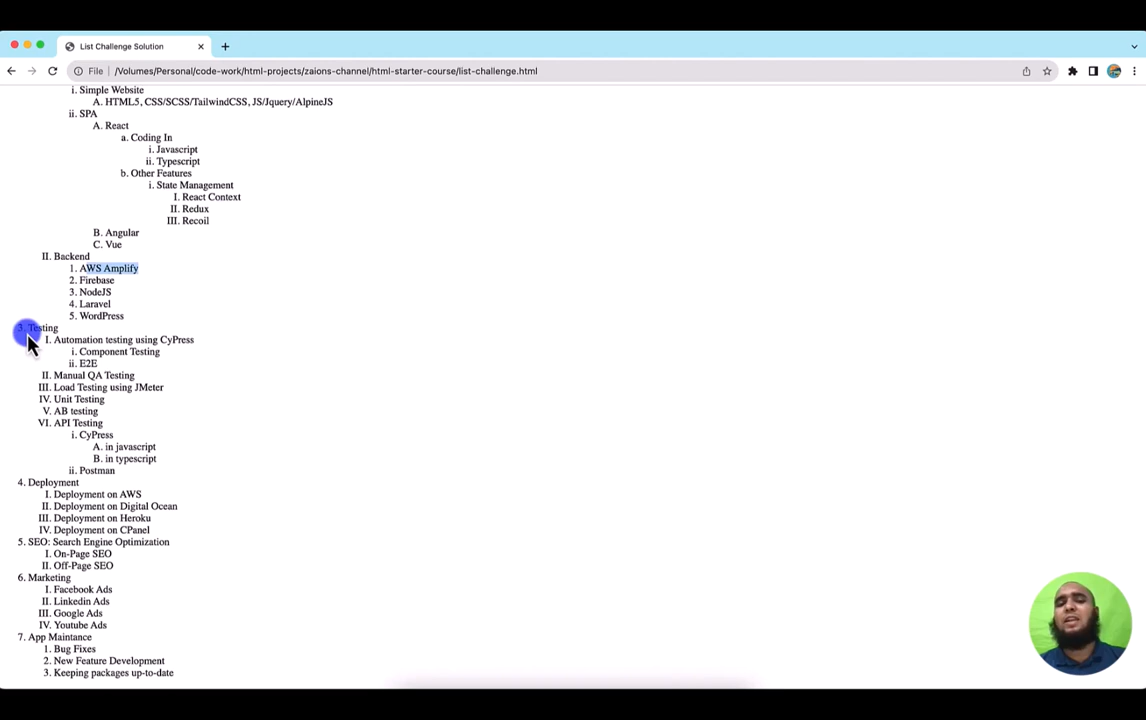 List Challenge Solution
File /Volumes/Personal/code-work/html-projects/zaions-channel/html-starter-course/list-challenge.html
i. Simple Website
A. HTML5, CSS/SCSS/TailwindCSS, JS/Jquery/AlpineJS
ii. SPA
A. React
a. Coding In
i. Javascript
ii. Typescript
b. Other Features
i. State Management
I. React Context
II. Redux
III. Recoil
B. Angular
C. Vue
II. Backend
1. AWS Amplify
2. Firebase
3. NodeJS
4. Laravel
5. WordPress
3. Testing
I. Automation testing using CyPress
i. Component Testing
ii. E2E
II. Manual QA Testing
III. Load Testing using JMeter
IV. Unit Testing
V. AB testing
VI. API Testing
i. CyPress
A. in javascript
B. in typescript
ii. Postman
4. Deployment
I. Deployment on AWS
II. Deployment on Digital Ocean
III. Deployment on Heroku
IV. Deployment on CPanel
5. SEO: Search Engine Optimization
I. On-Page SEO
II. Off-Page SEO
6. Marketing
I. Facebook Ads
II. Linkedin Ads
III. Google Ads
IV. Youtube Ads
7. App Maintance
1. Bug Fixes
2. New Feature Development
3. Keeping packages up-to-date